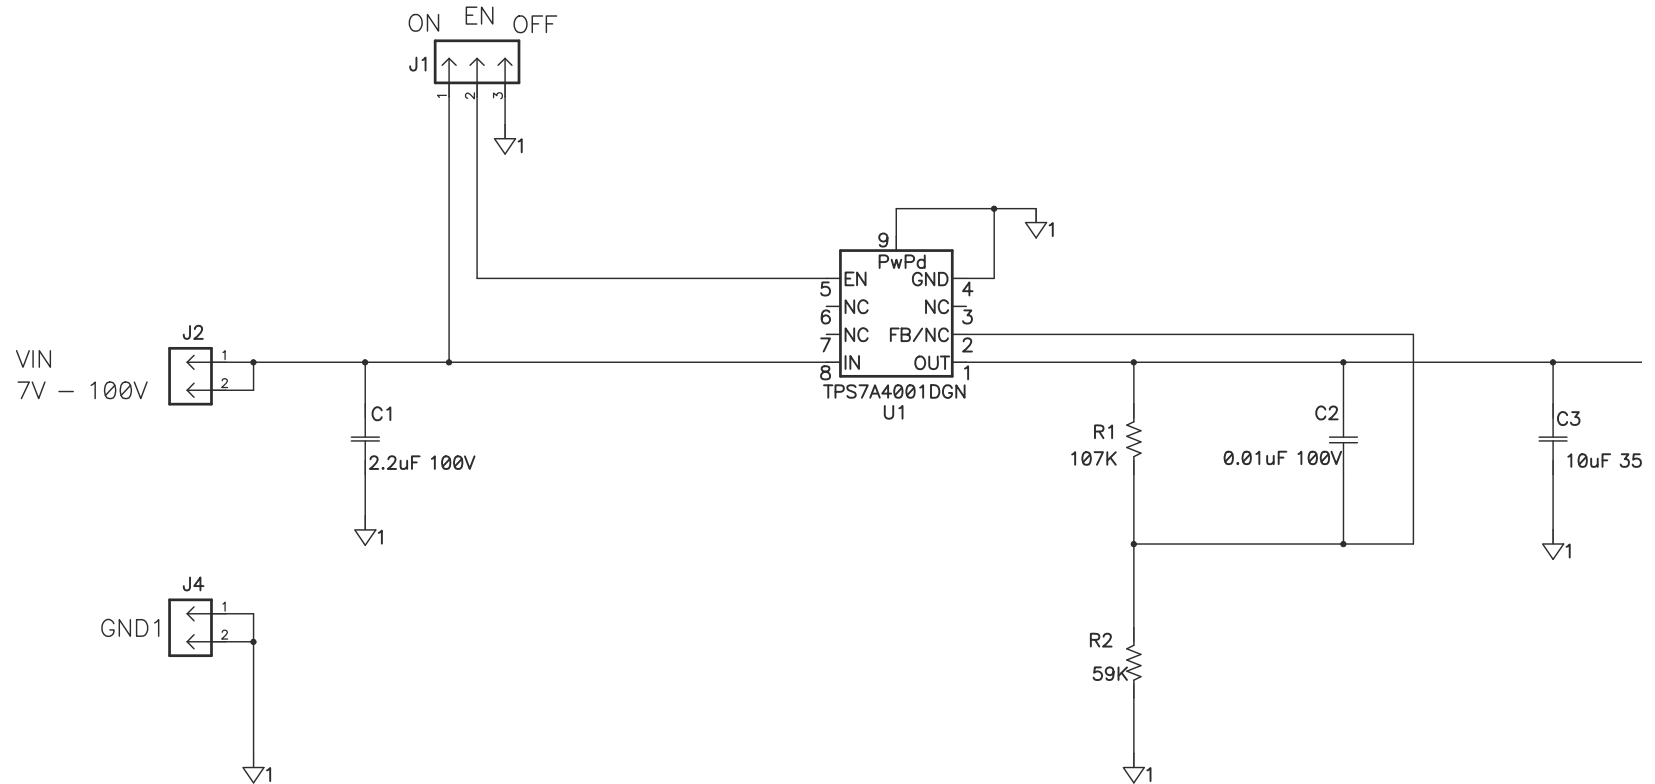 ON EN OFF
J1
1 2 3
1
1
9
PwPd
EN GND
5 4
NC NC
6 3
NC FB/NC
7 2
IN OUT
8 1
TPS7A4001DGN
U1
J2
VIN
7V – 100V
1
2
C1
2.2uF 100V
1
R1
107K
C2
0.01uF 100V
C3
10uF 35
1
J4
GND1
1
2
1
R2
59K
1